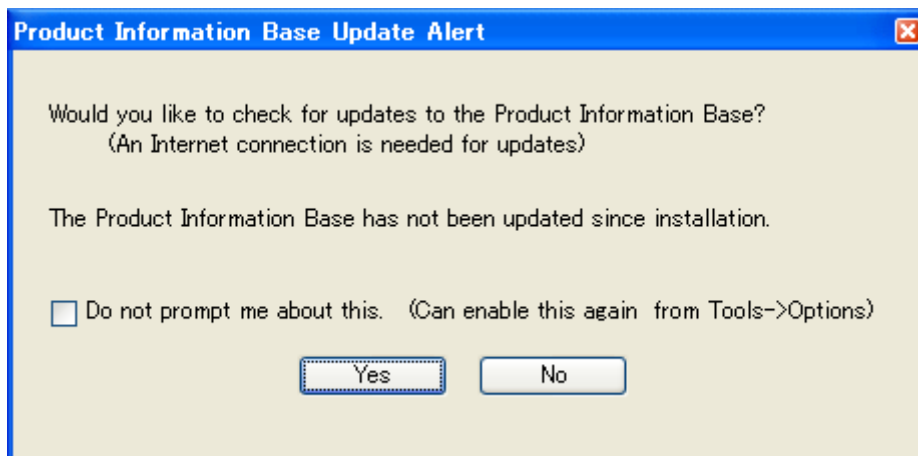 Product Information Base Update Alert
Would you like to check for updates to the Product Information Base?
(An Internet connection is needed for updates)
The Product Information Base has not been updated since installation.
Do not prompt me about this. (Can enable this again from Tools->Options)
Yes No